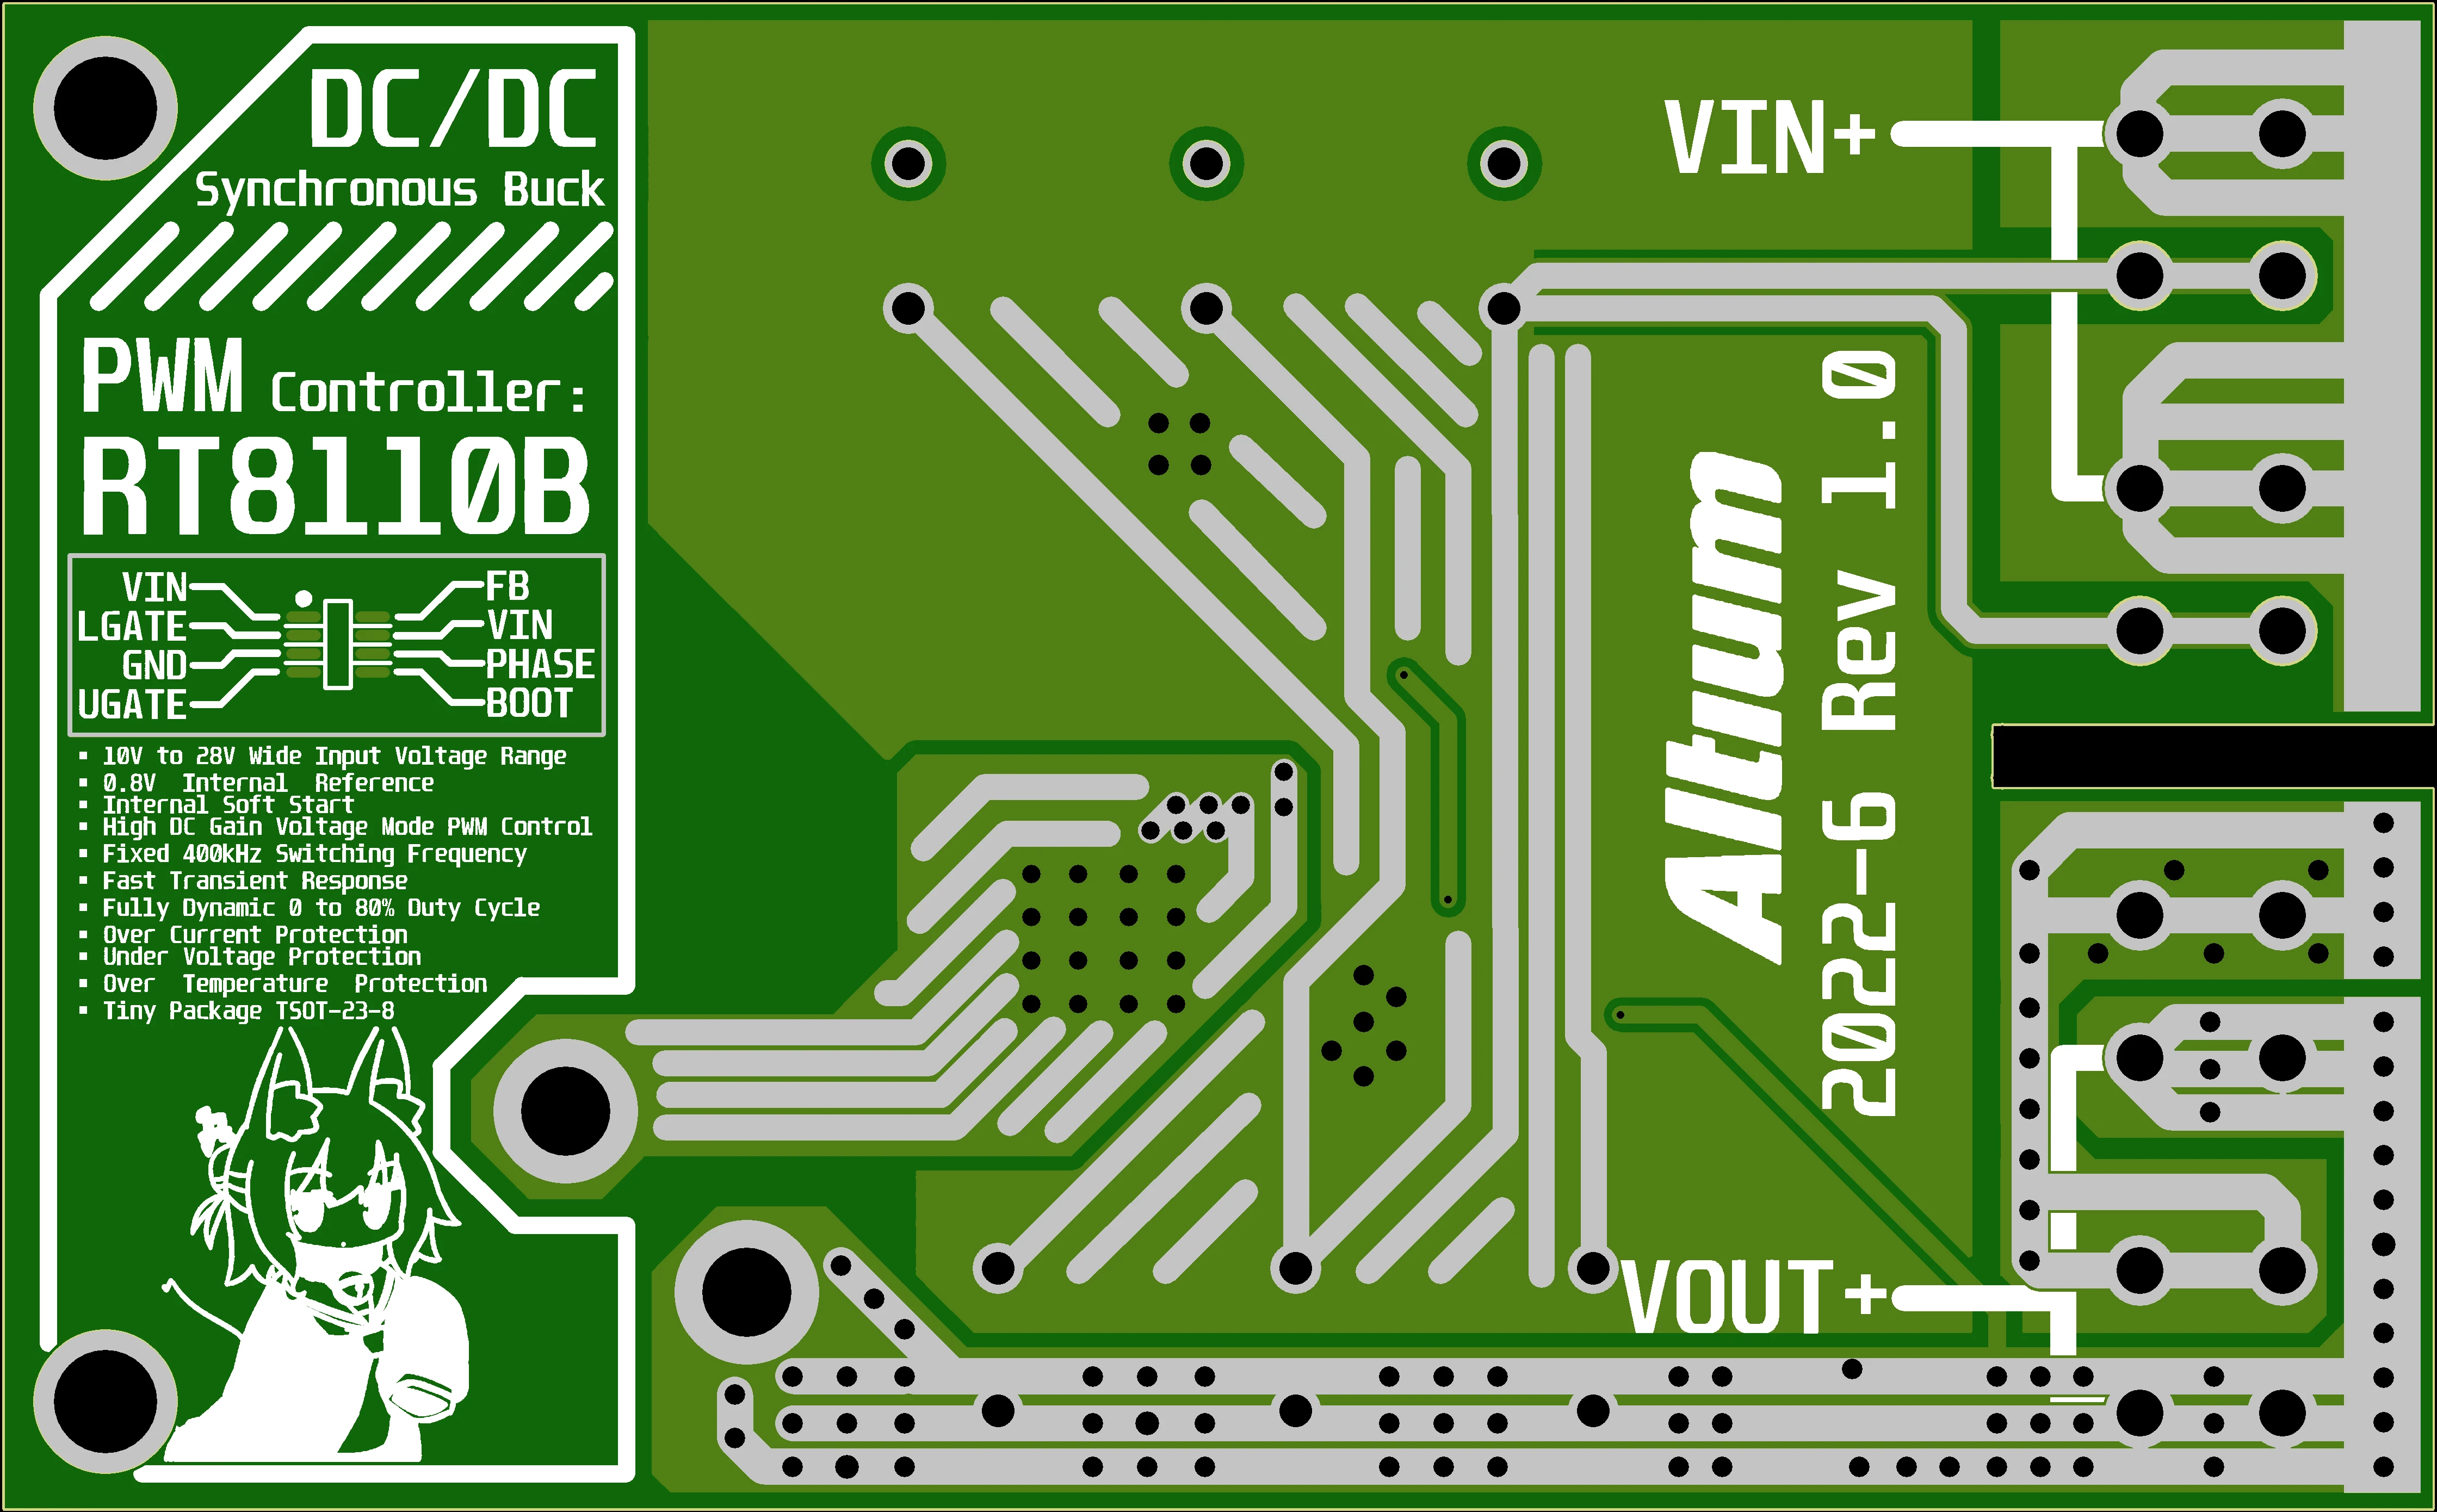 DC/DC
Synchronous Buck
PWM Controller:
RT8110B
VIN
LGATE
GND
UGATE
FB
VIN
PHASE
BOOT
▪ 10V to 28V Wide Input Voltage Range
▪ 0.8V Internal Reference
▪ Internal Soft Start
▪ High DC Gain Voltage Mode PWM Control
▪ Fixed 400kHz Switching Frequency
▪ Fast Transient Response
▪ Fully Dynamic 0 to 80% Duty Cycle
▪ Over Current Protection
▪ Under Voltage Protection
▪ Over Temperature Protection
▪ Tiny Package TSOT-23-8
VIN+
Altum
2022-6 Rev 1.0
VOUT+